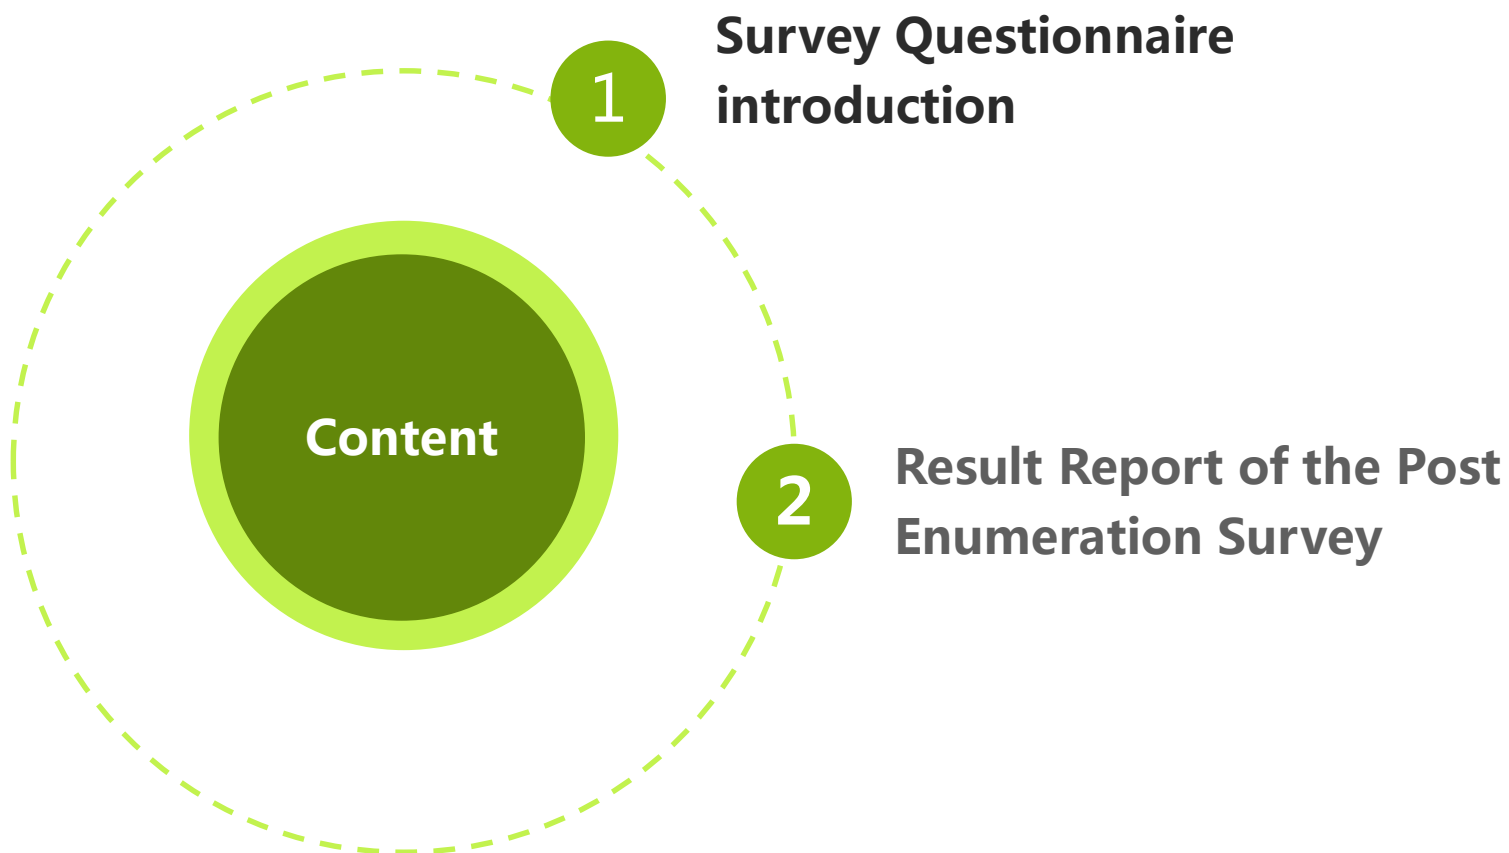 Survey Questionnaire
introduction
1
Content
2
Result Report of the Post
Enumeration Survey